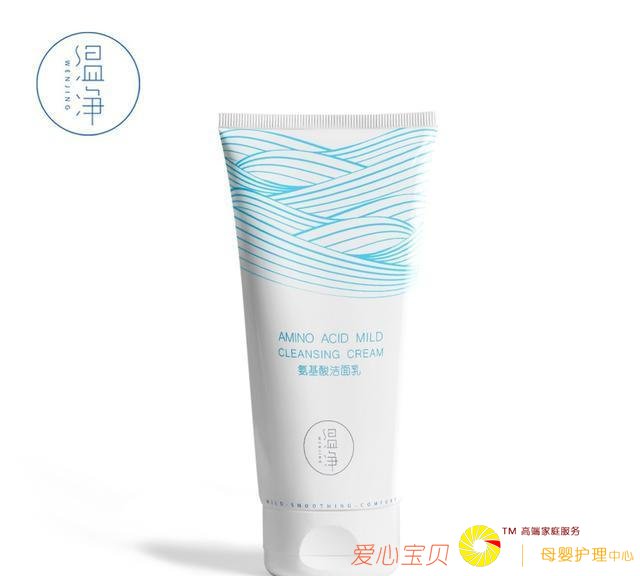 温净
WENJING
AMINO ACID MILD
CLEANSING CREAM
氨基酸洁面乳
温净
WENJING
MILD·SMOOTHING·COMFORT
爱心宝贝
TM 高端家庭服务
母婴护理中心